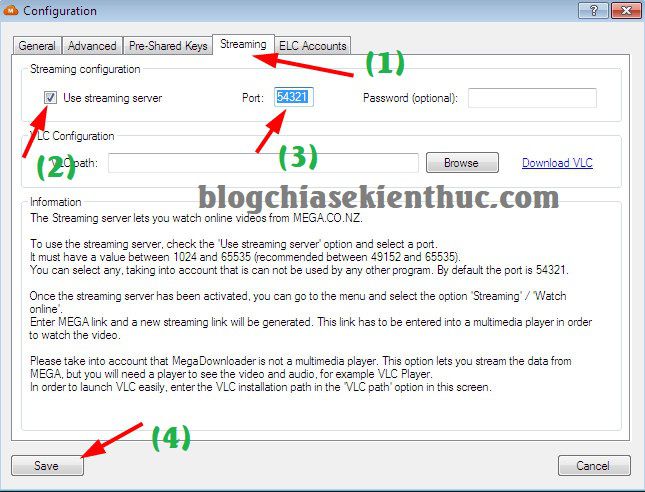 Configuration
General
Advanced
Pre-Shared Keys
Streaming
ELC Accounts
(1)
Streaming configuration
Use streaming server
Port:
54321
Password (optional):
(2)
(3)
VLC Configuration
VLC path:
Browse
Download VLC
blogchiasekienthuc.com
Information
The Streaming server lets you watch online videos from MEGA.CO.NZ.
To use the streaming server, check the 'Use streaming server' option and select a port.
It must have a value between 1024 and 65535 (recommended between 49152 and 65535).
You can select any, taking into account that is can not be used by any other program. By default the port is 54321.
Once the streaming server has been activated, you can go to the menu and select the option 'Streaming' / 'Watch
online'.
Enter MEGA link and a new streaming link will be generated. This link has to be entered into a multimedia player in order
to watch the video.
Please take into account that MegaDownloader is not a multimedia player. This option lets you stream the data from
MEGA, but you will need a player to see the video and audio, for example VLC Player.
In order to launch VLC easily, enter the VLC installation path in the 'VLC path' option in this screen.
(4)
Save
Cancel